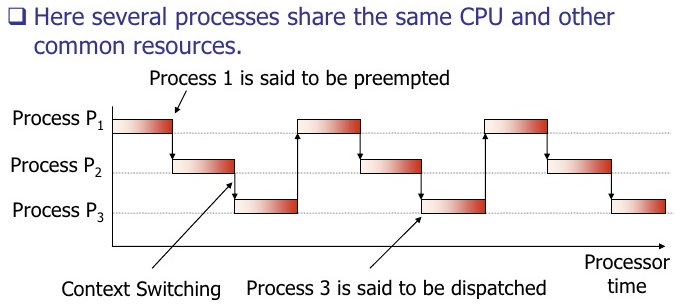 ❑ Here several processes share the same CPU and other
common resources.
Process 1 is said to be preempted
Process P1
Process P2
Process P3
Context Switching
Process 3 is said to be dispatched
Processor
time